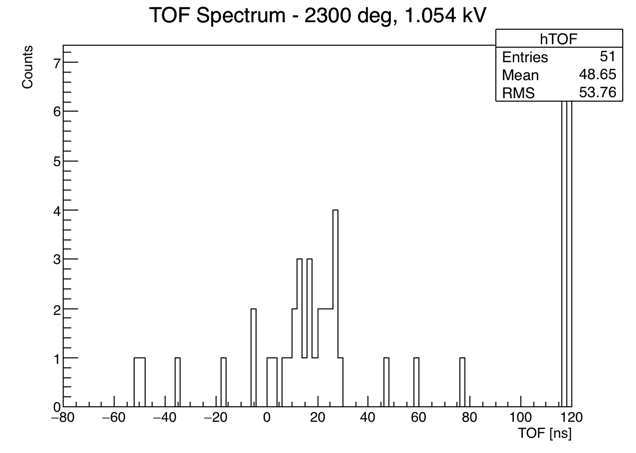 TOF Spectrum - 2300 deg, 1.054 kV
hTOF
Entries 51
Mean 48.65
RMS 53.76
Counts
7
6
5
4
3
2
1
0
−80 −60 −40 −20 0 20 40 60 80 100 120
TOF [ns]